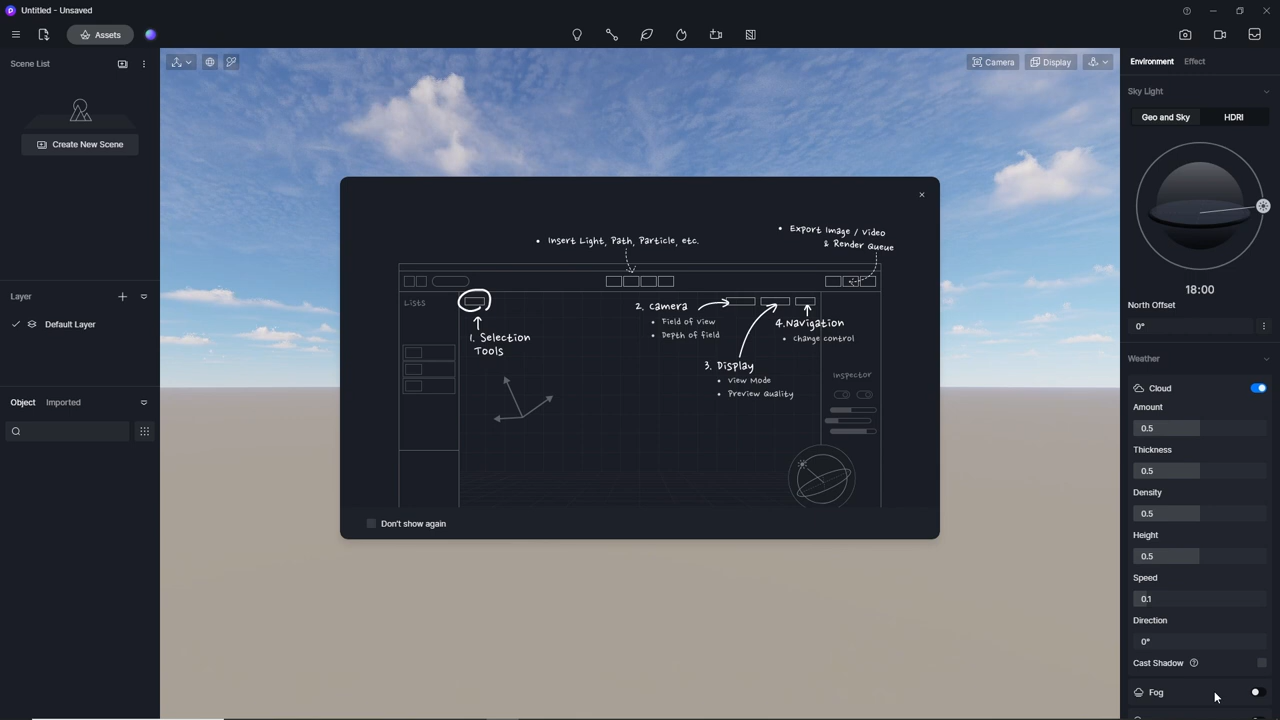 Untitled - Unsaved
Assets
Scene List
Camera
Display
Environment
Effect
Sky Light
Create New Scene
Geo and Sky
HDRI
18:00
North Offset
0°
Layer
Default Layer
Object
Imported
Insert Light, Path, Particle, etc.
Export Image / Video
& Render Queue
Lists
1. Selection
Tools
2. Camera
Field of View
Depth of field
3. Display
View Mode
Preview Quality
4.Navigation
Change control
Inspector
Don't show again
Weather
Cloud
Amount
0.5
Thickness
0.5
Density
0.5
Height
0.5
Speed
0.1
Direction
0°
Cast Shadow
Fog